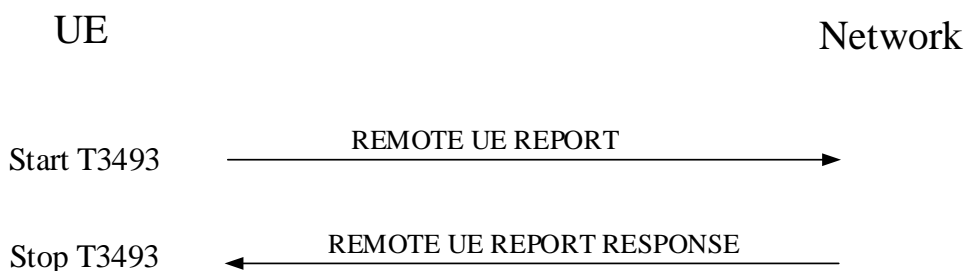 UE
Network
Start T3493
REMOTE UE REPORT
Stop T3493
REMOTE UE REPORT RESPONSE